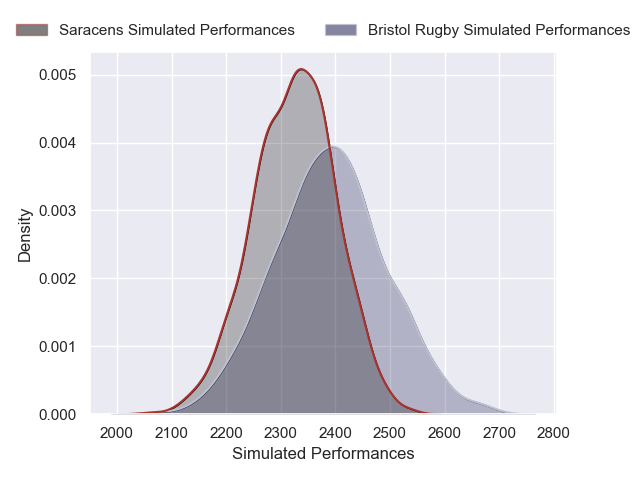 Saracens Simulated Performances
Bristol Rugby Simulated Performances
0.005
0.004
0.003
0.002
0.001
0.000
Density
2000 2100 2200 2300 2400 2500 2600 2700 2800
Simulated Performances